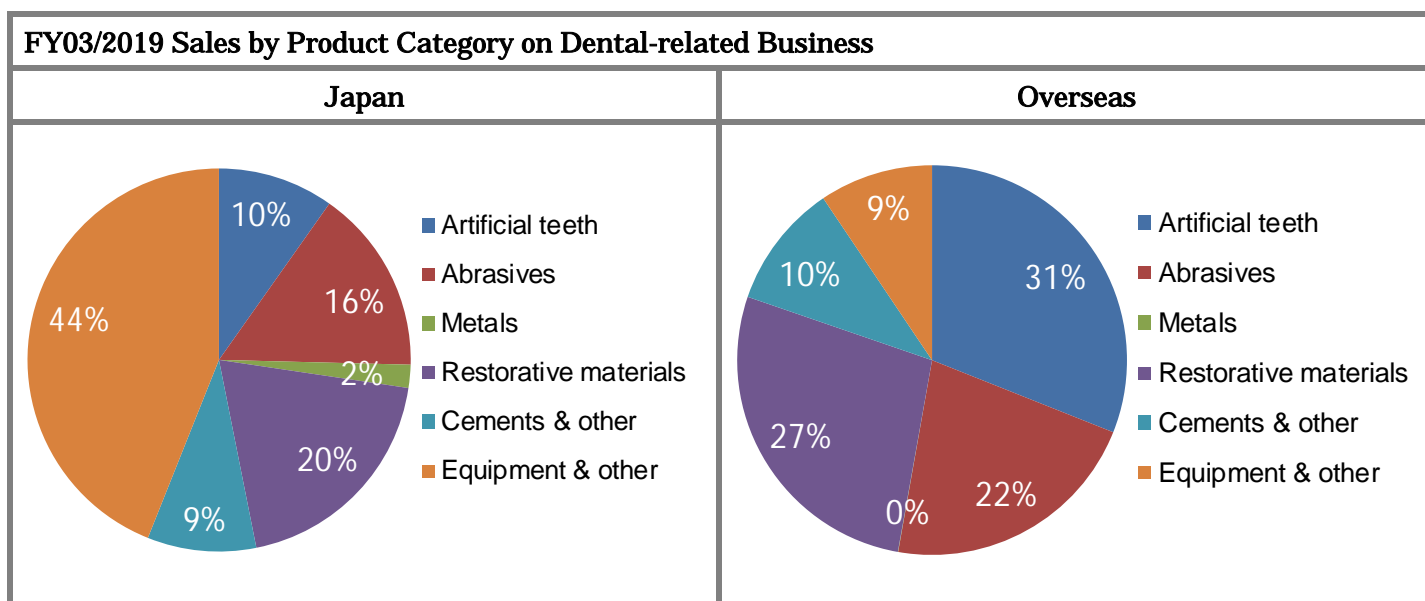 FY03/2019 Sales by Product Category on Dental-related Business
Japan
Overseas
10%
16%
2%
20%
9%
44%
Artificial teeth
Abrasives
Metals
Restorative materials
Cements & other
Equipment & other
31%
22%
0%
27%
10%
9%
Artificial teeth
Abrasives
Metals
Restorative materials
Cements & other
Equipment & other